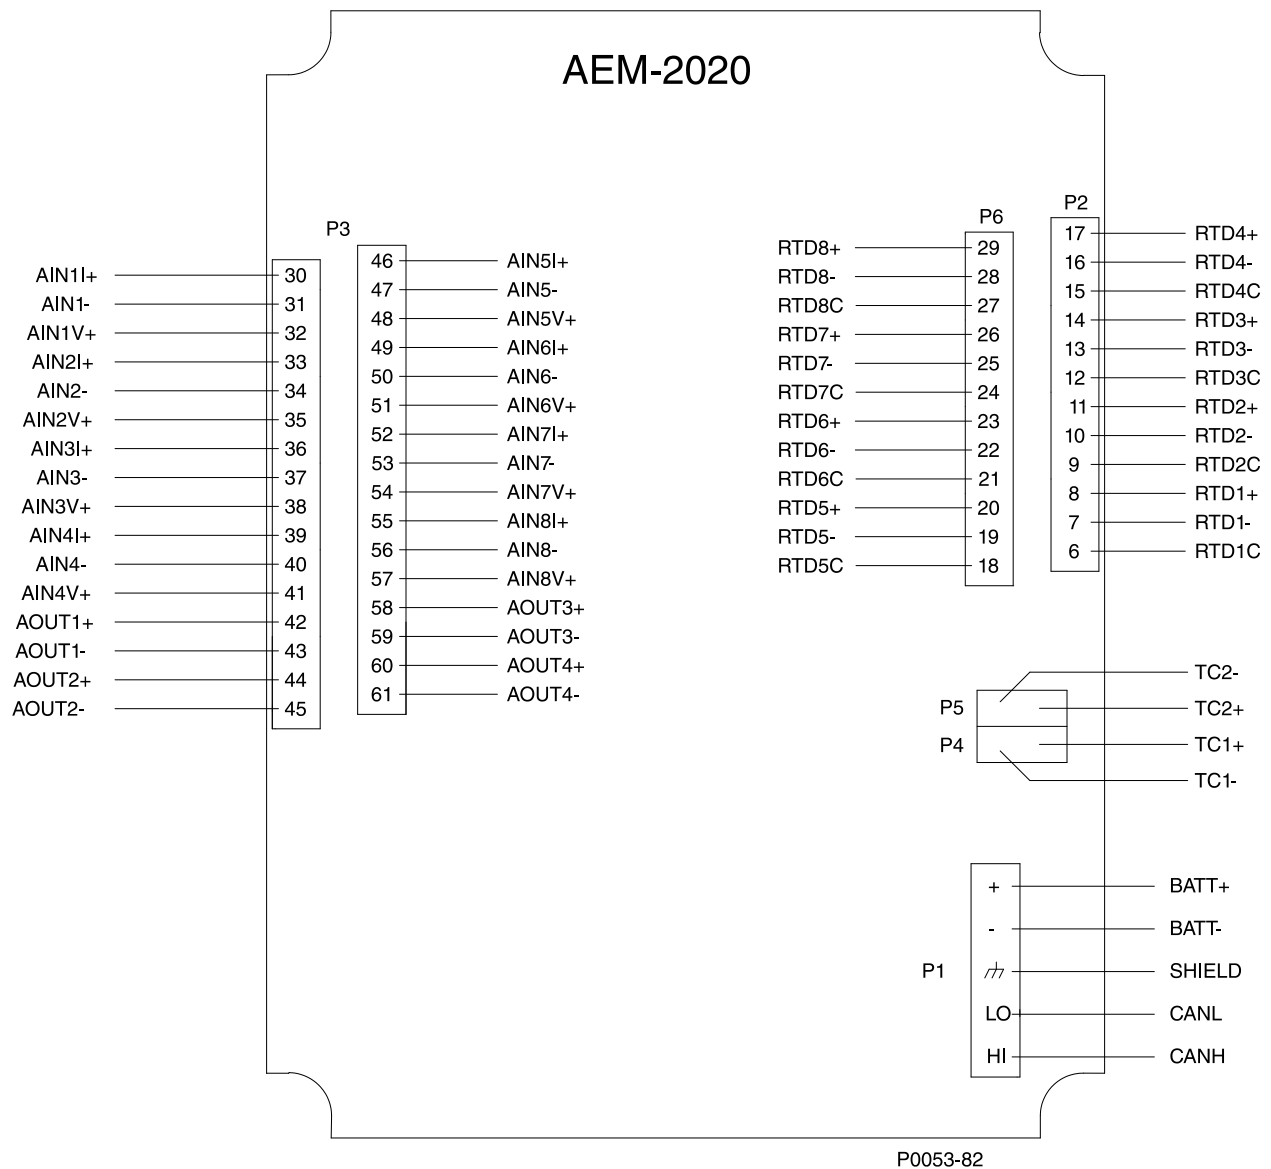 AEM-2020
P3
AIN1I+ 30
AIN1- 31
AIN1V+ 32
AIN2I+ 33
AIN2- 34
AIN2V+ 35
AIN3I+ 36
AIN3- 37
AIN3V+ 38
AIN4I+ 39
AIN4- 40
AIN4V+ 41
AOUT1+ 42
AOUT1- 43
AOUT2+ 44
AOUT2- 45
46 AIN5I+
47 AIN5-
48 AIN5V+
49 AIN6I+
50 AIN6-
51 AIN6V+
52 AIN7I+
53 AIN7-
54 AIN7V+
55 AIN8I+
56 AIN8-
57 AIN8V+
58 AOUT3+
59 AOUT3-
60 AOUT4+
61 AOUT4-
P6
RTD8+ 29
RTD8- 28
RTD8C 27
RTD7+ 26
RTD7- 25
RTD7C 24
RTD6+ 23
RTD6- 22
RTD6C 21
RTD5+ 20
RTD5- 19
RTD5C 18
P2
17 RTD4+
16 RTD4-
15 RTD4C
14 RTD3+
13 RTD3-
12 RTD3C
11 RTD2+
10 RTD2-
9 RTD2C
8 RTD1+
7 RTD1-
6 RTD1C
TC2-
P5 TC2+
P4 TC1+
TC1-
P1
+ BATT+
- BATT-
SHIELD
LO CANL
HI CANH
P0053-82